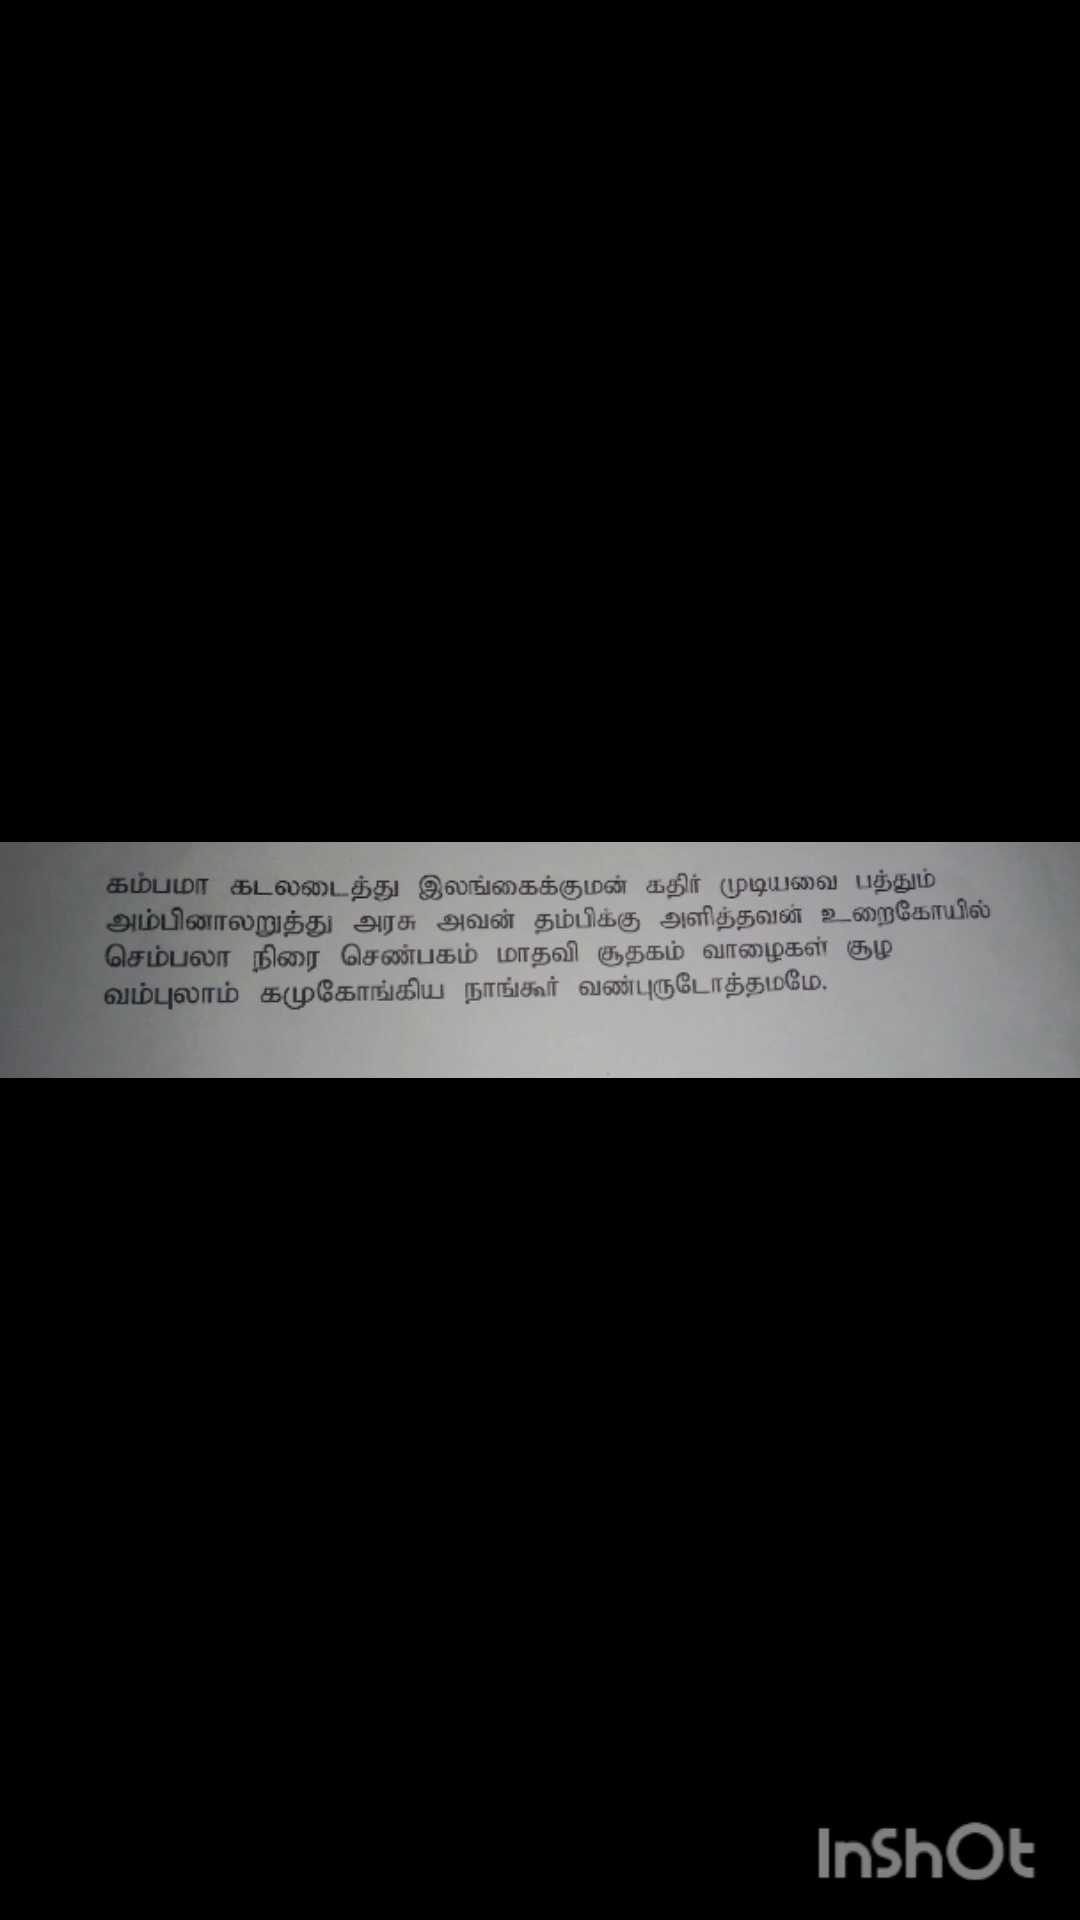 கம்பமா கடலடைத்து இலங்கைக்குமன் கதிர் முடியவை பத்தும்
அம்பினாலறுத்து அரசு அவன் தம்பிக்கு அளித்தவன் உறைகோயில்
செம்பலா நிரை செண்பகம் மாதவி சூதகம் வாழைகள் சூழ
வம்புலாம் கமுகோங்கிய நாங்கூர் வண்புருடோத்தமமே.
InShOt